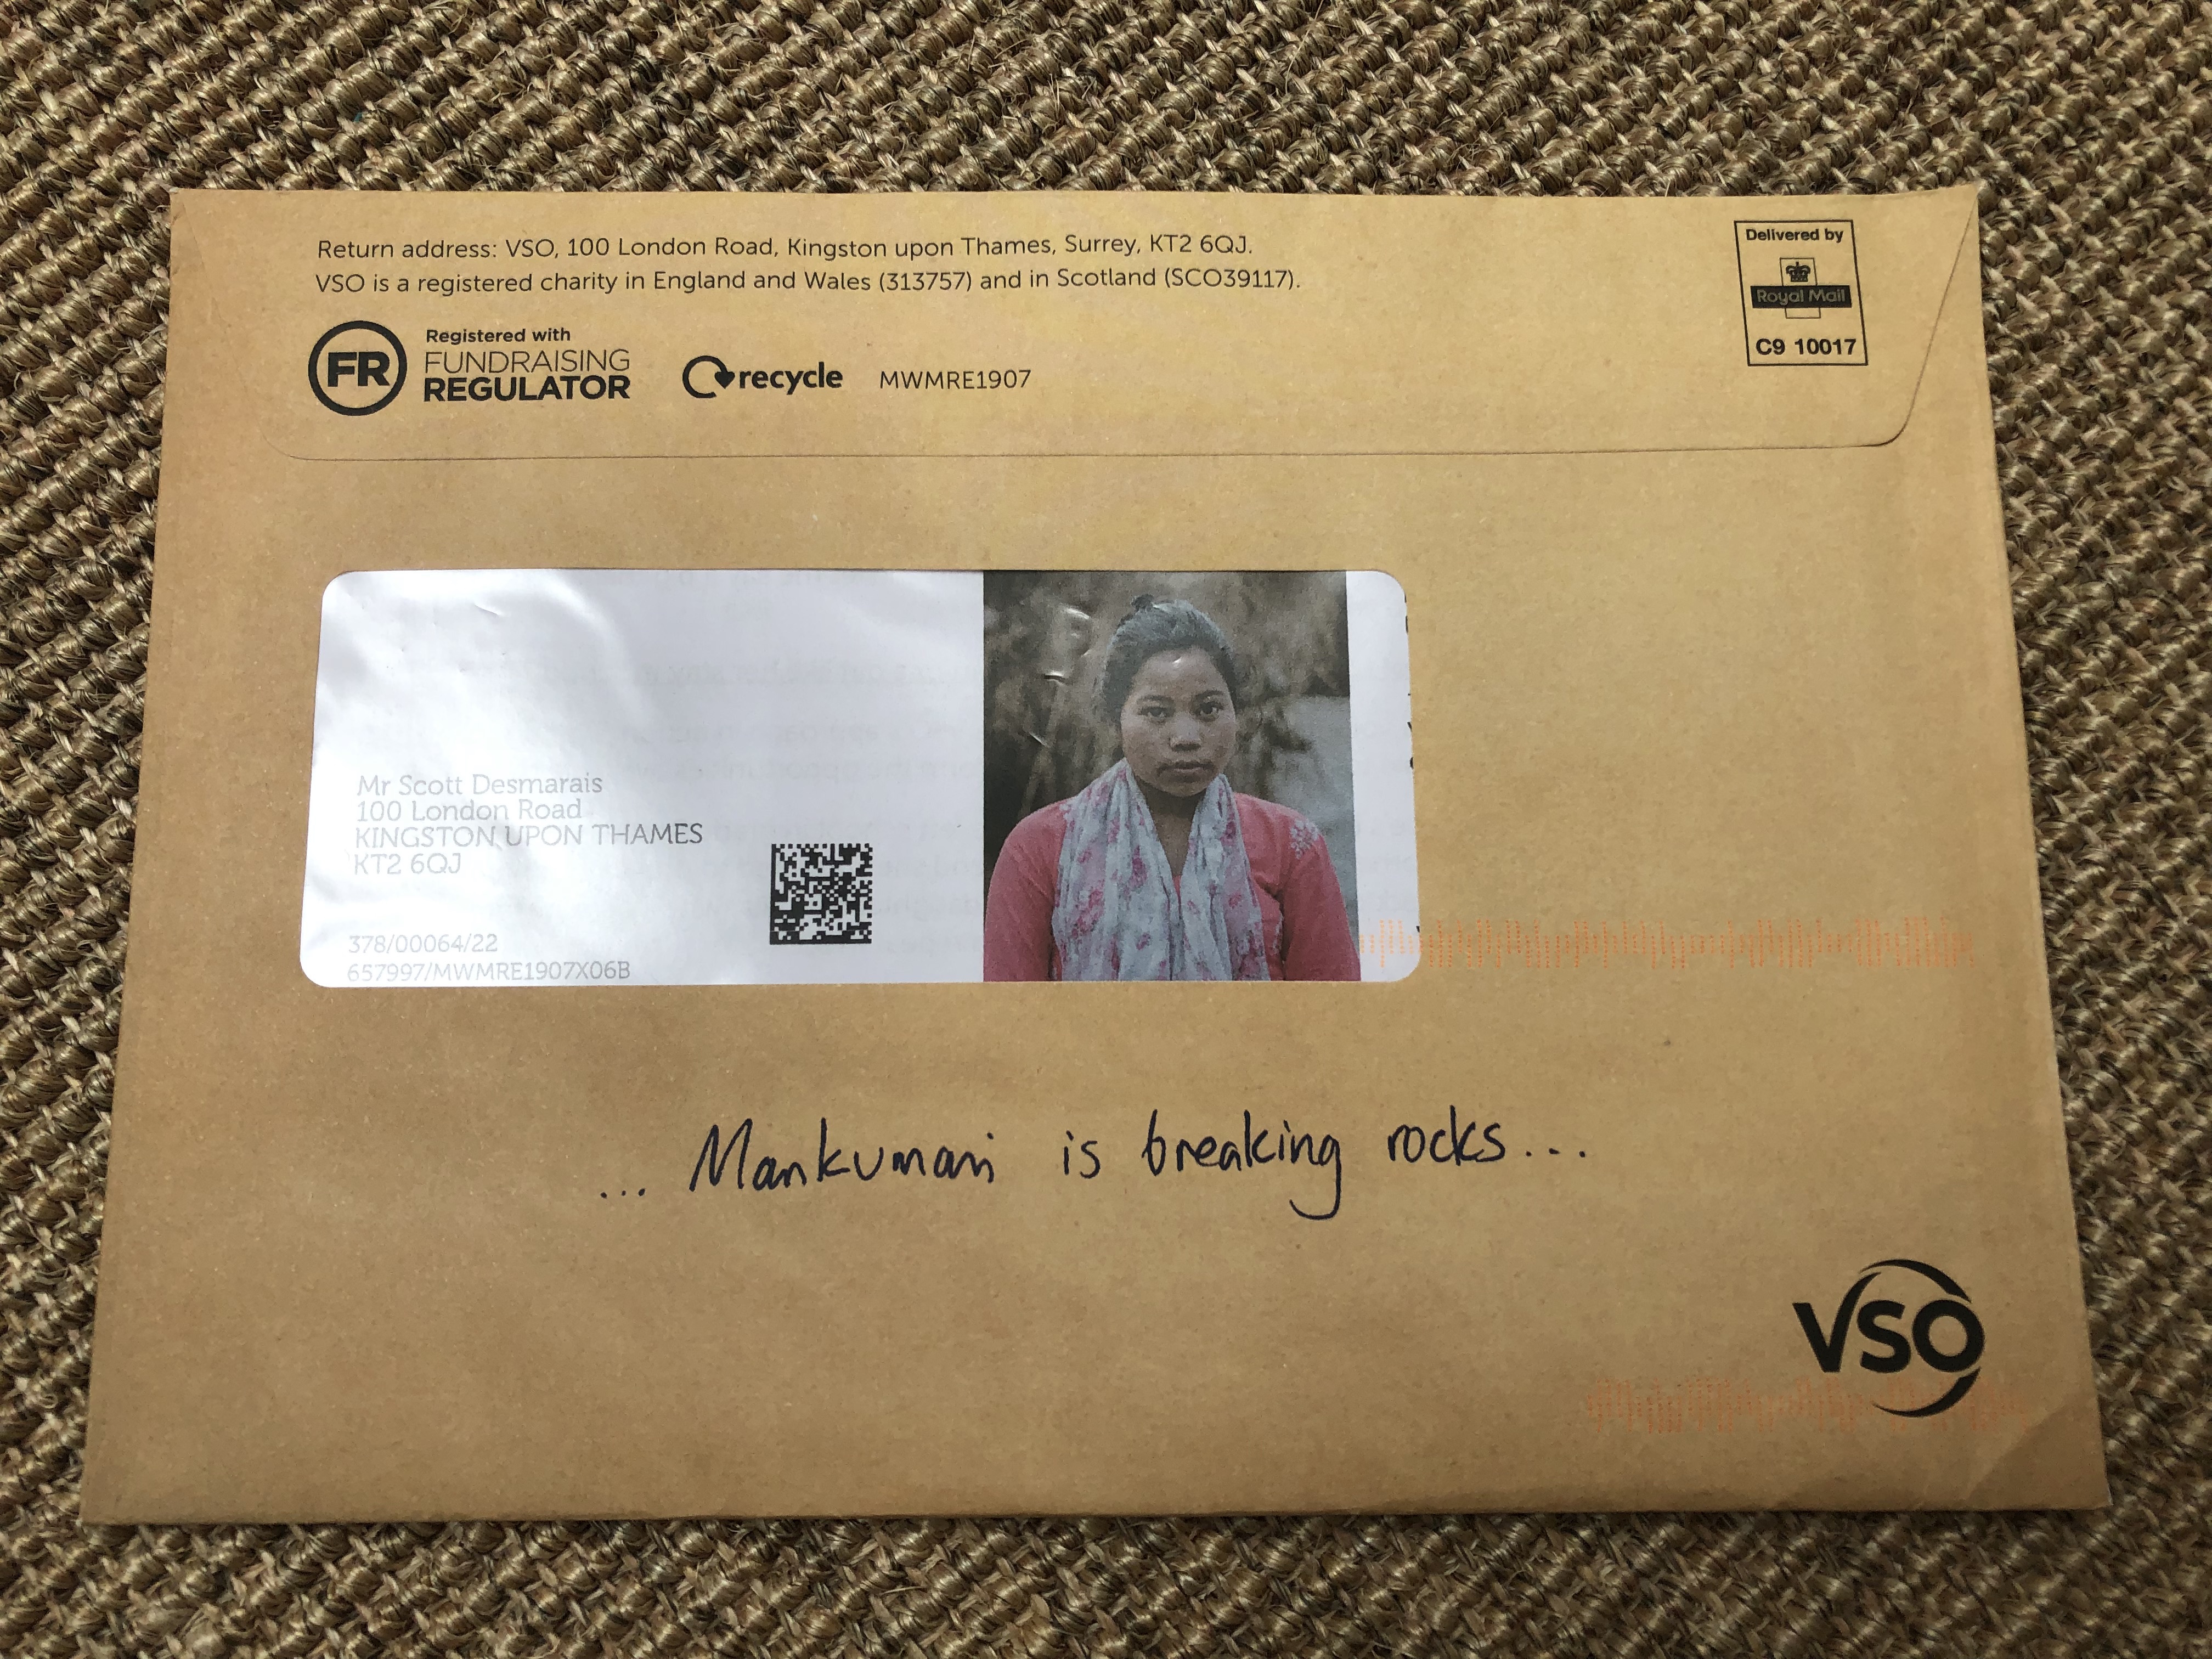 Return address: VSO, 100 London Road, Kingston upon Thames, Surrey, KT2 6QJ.
VSO is a registered charity in England and Wales (313757) and in Scotland (SCO39117).
Delivered by
Royal Mail
C9 10017
FR
Registered with
FUNDRAISING
REGULATOR
recycle
MWMRE1907
Mr Scott Desmarais
100 London Road
KINGSTON UPON THAMES
KT2 6QJ
378/00064/22
657997/MWMRE1907X06B
... Mankumari is breaking rocks...
VSO